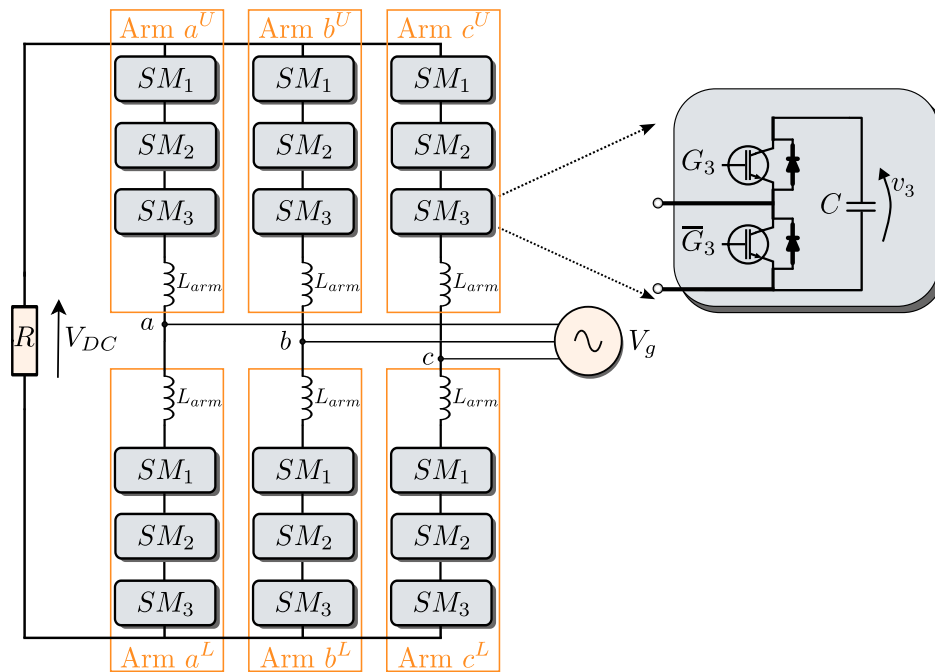 Arm a^U Arm b^U Arm c^U
SM_1 SM_1 SM_1
SM_2 SM_2 SM_2
SM_3 SM_3 SM_3
L_arm L_arm L_arm
G_3
G̅_3
C
v_3
R
V_DC
a
b
c
V_g
L_arm L_arm L_arm
SM_1 SM_1 SM_1
SM_2 SM_2 SM_2
SM_3 SM_3 SM_3
Arm a^L Arm b^L Arm c^L